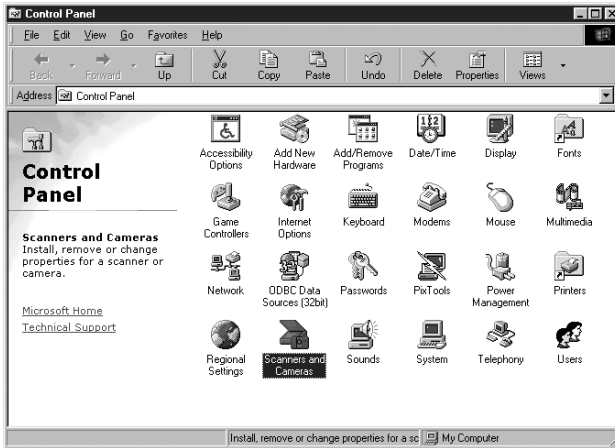 Control Panel
File Edit View Go Favorites Help
Back Forward Up Cut Copy Paste Undo Delete Properties Views
Address Control Panel
Control
Panel
Scanners and Cameras
Install, remove or change
properties for a scanner or
camera.
Microsoft Home
Technical Support
Accessibility
Options
Add New
Hardware
Add/Remove
Programs
Date/Time
Display
Fonts
Game
Controllers
Internet
Options
Keyboard
Modems
Mouse
Multimedia
Network
ODBC Data
Sources (32bit)
Passwords
PixTools
Power
Management
Printers
Regional
Settings
Scanners and
Cameras
Sounds
System
Telephony
Users
Install, remove or change properties for a sc
My Computer